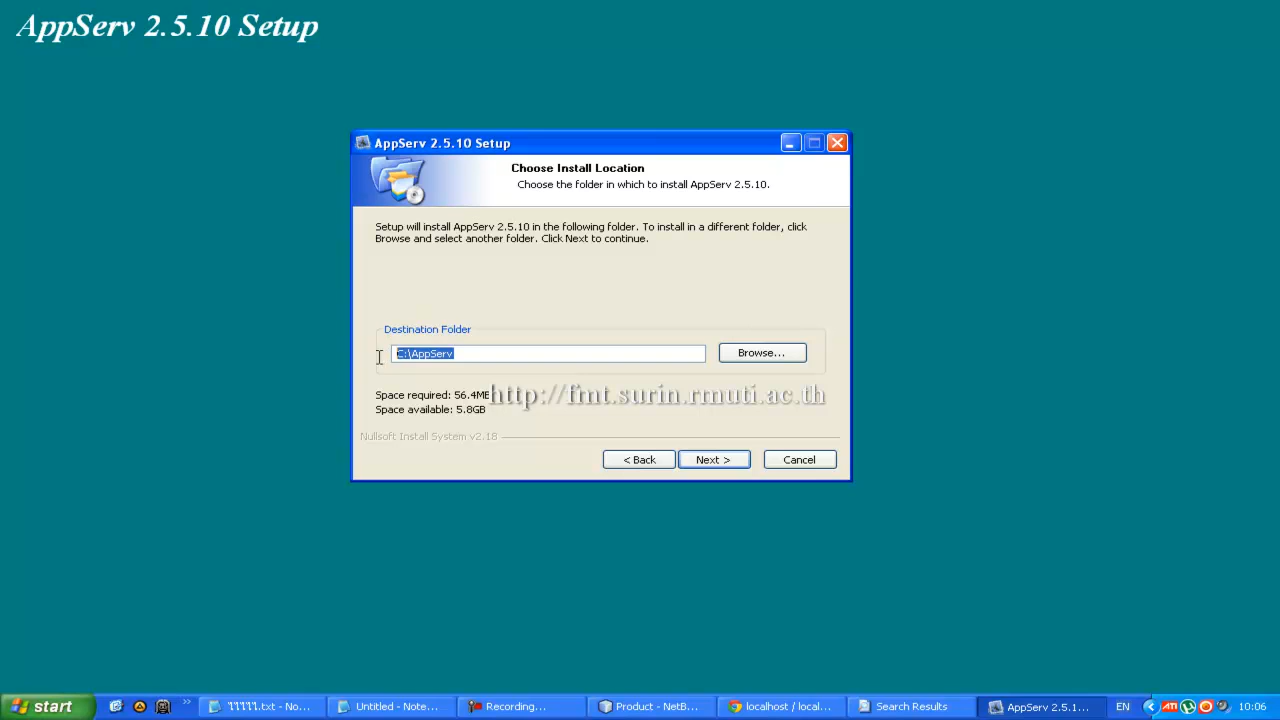 AppServ 2.5.10 Setup
AppServ 2.5.10 Setup
Choose Install Location
Choose the folder in which to install AppServ 2.5.10.
Setup will install AppServ 2.5.10 in the following folder. To install in a different folder, click
Browse and select another folder. Click Next to continue.
Destination Folder
C:\AppServ
Browse...
Space required: 56.4MB
http://fmt.surin.rmuti.ac.th
Space available: 5.8GB
Nullsoft Install System v2.18
< Back
Next >
Cancel
start
.txt - No...
Untitled - Note...
Recording...
Product - NetB...
localhost / local...
Search Results
AppServ 2.5.1...
EN
ATI
10:06